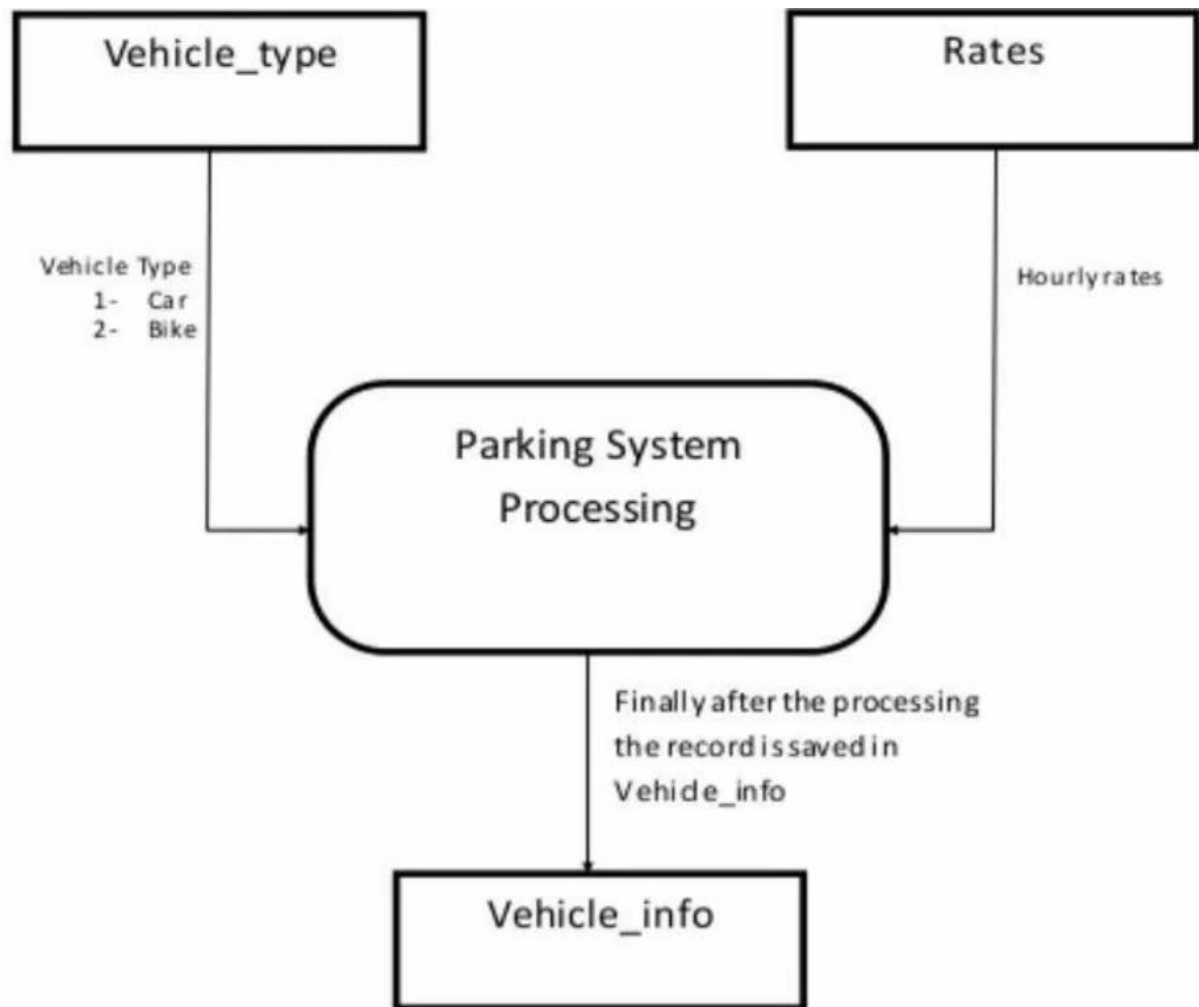 Vehicle_type
Rates
Vehicle Type
1- Car
2- Bike
Hourly rates
Parking System
Processing
Finally after the processing
the record is saved in
Vehicle_info
Vehicle_info